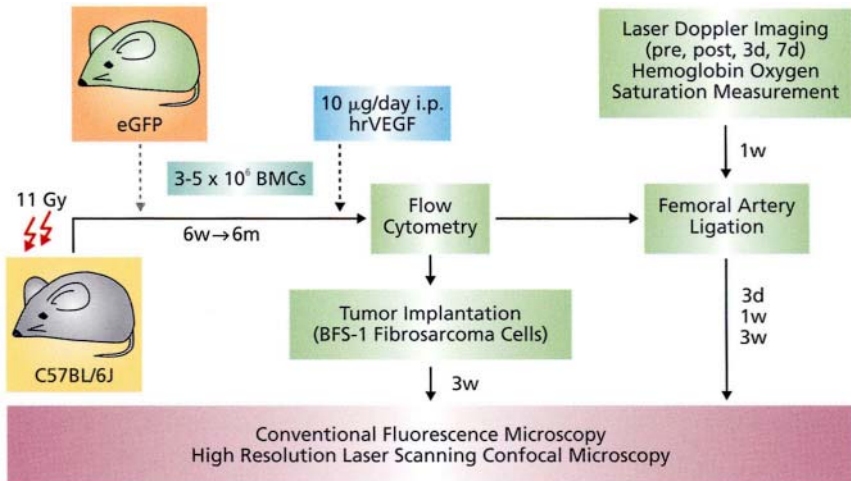 eGFP
10 μg/day i.p.
hrVEGF
Laser Doppler Imaging
(pre, post, 3d, 7d)
Hemoglobin Oxygen
Saturation Measurement
1w
3-5 x 10⁶ BMCs
11 Gy
6w→6m
Flow
Cytometry
Femoral Artery
Ligation
C57BL/6J
Tumor Implantation
(BFS-1 Fibrosarcoma Cells)
3w
3d
1w
3w
Conventional Fluorescence Microscopy
High Resolution Laser Scanning Confocal Microscopy